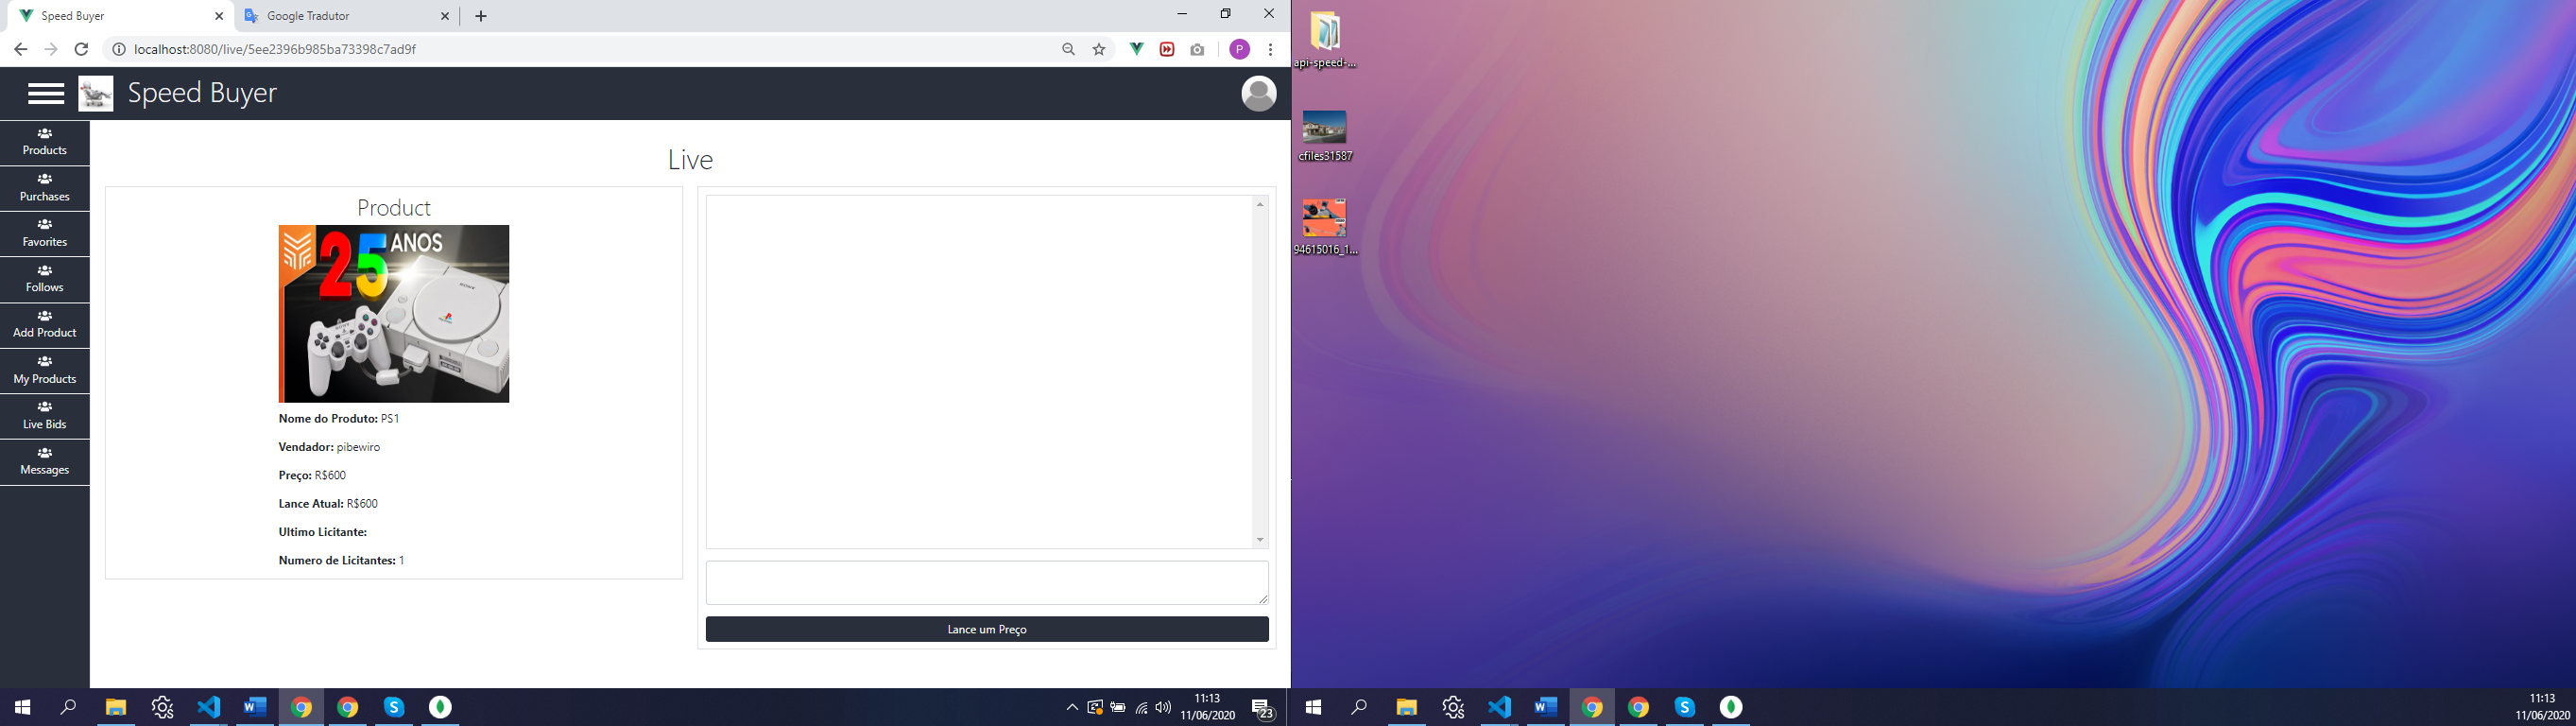 Speed Buyer
Google Tradutor
localhost:8080/live/5ee2396b985ba73398c7ad9f
P
Speed Buyer
Products
Purchases
Favorites
Follows
Add Product
My Products
Live Bids
Messages
Live
Product
25 ANOS
SONY
Nome do Produto: PS1
Vendador: pibewiro
Preço: R$600
Lance Atual: R$600
Ultimo Licitante:
Numero de Licitantes: 1
Lance um Preço
11:13
11/06/2020
23
api-speed-...
cfiles31587
94615016_1...
11:13
11/06/2020